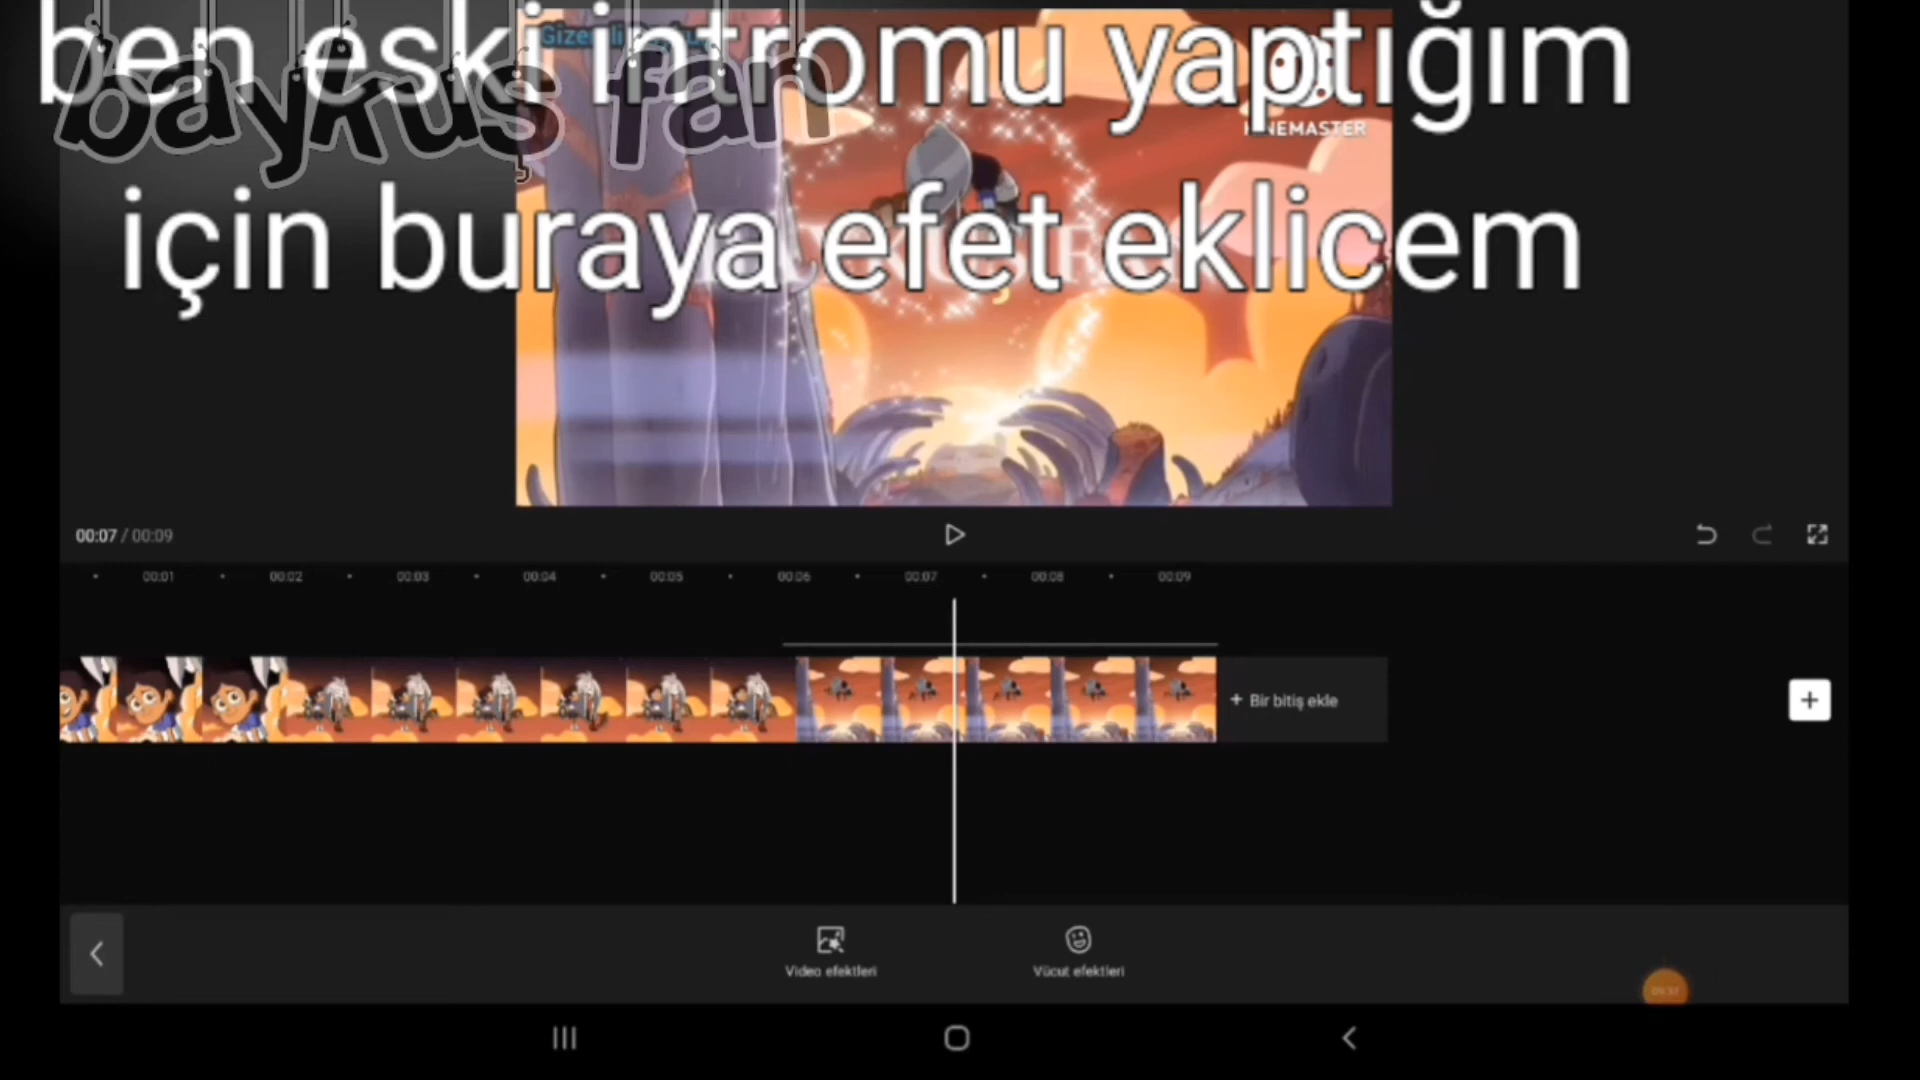 ben eski intromu yaptığım
baykuş fan
KINEMASTER
için buraya efet eklicem
00:07 / 00:09
00:01 00:02 00:03 00:04 00:05 00:06 00:07 00:08 00:09
+ Bir bitiş ekle
Video efektleri
Vücut efektleri